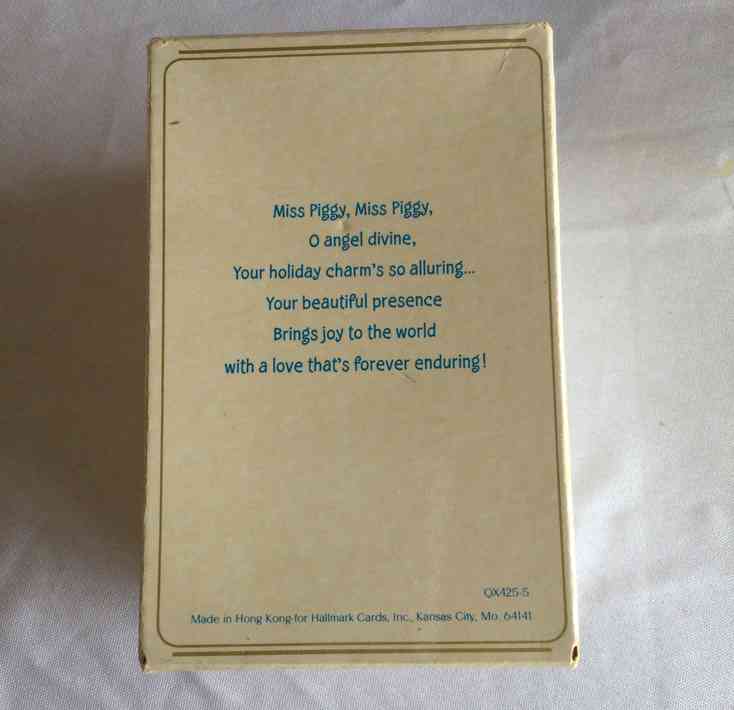 Miss Piggy, Miss Piggy,
O angel divine,
Your holiday charm's so alluring...
Your beautiful presence
Brings joy to the world
with a love that's forever enduring!
QX425-5
Made in Hong Kong for Hallmark Cards, Inc., Kansas City, Mo. 64141